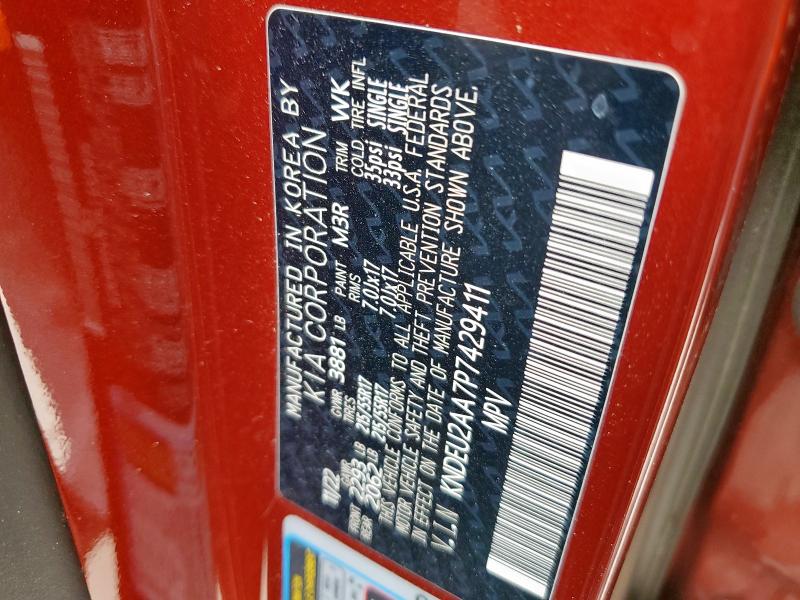 MANUFACTURED IN KOREA BY
KIA CORPORATION
10/22 GVWR 3881 LB PAINT M3R TRIM WK
GAWR TIRES RIMS COLD TIRE INFL
FRONT 2293 LB 215/55R17 7.0Jx17 35psi SINGLE
REAR 2062 LB 215/55R17 7.0Jx17 33psi SINGLE
THIS VEHICLE CONFORMS TO ALL APPLICABLE U.S.A. FEDERAL
MOTOR VEHICLE SAFETY AND THEFT PREVENTION STANDARDS
IN EFFECT ON THE DATE OF MANUFACTURE SHOWN ABOVE.
V.I.N KNDEU2AA7P7429411
MPV